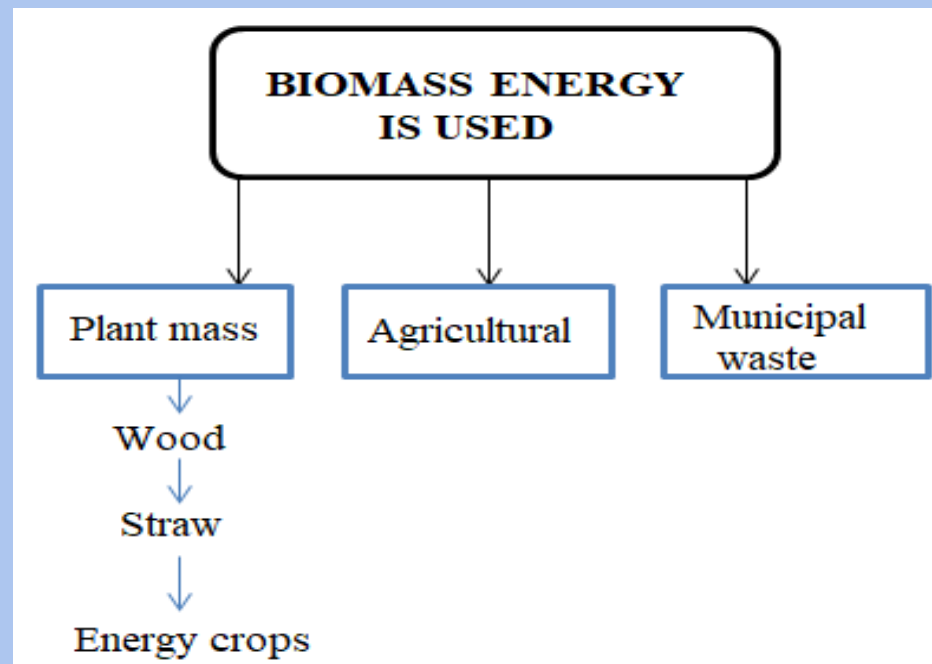 BIOMASS ENERGY
IS USED
Plant mass
Agricultural
Municipal
waste
Wood
Straw
Energy crops